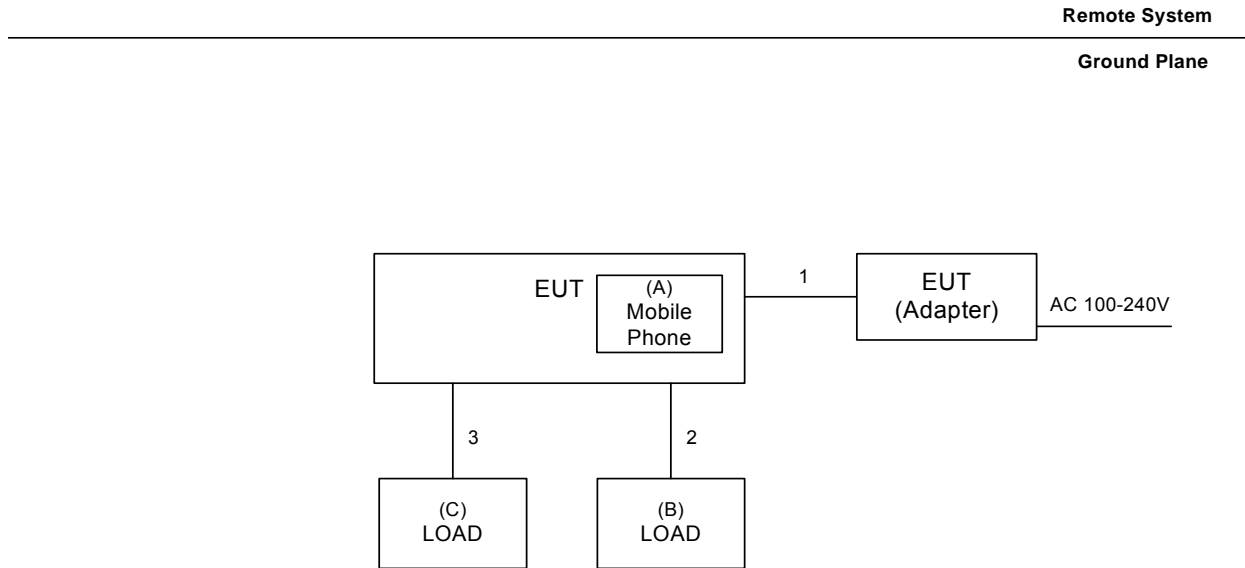 Remote System
Ground Plane
EUT
(A)
Mobile
Phone
1
EUT
(Adapter)
AC 100-240V
3
2
(C)
LOAD
(B)
LOAD